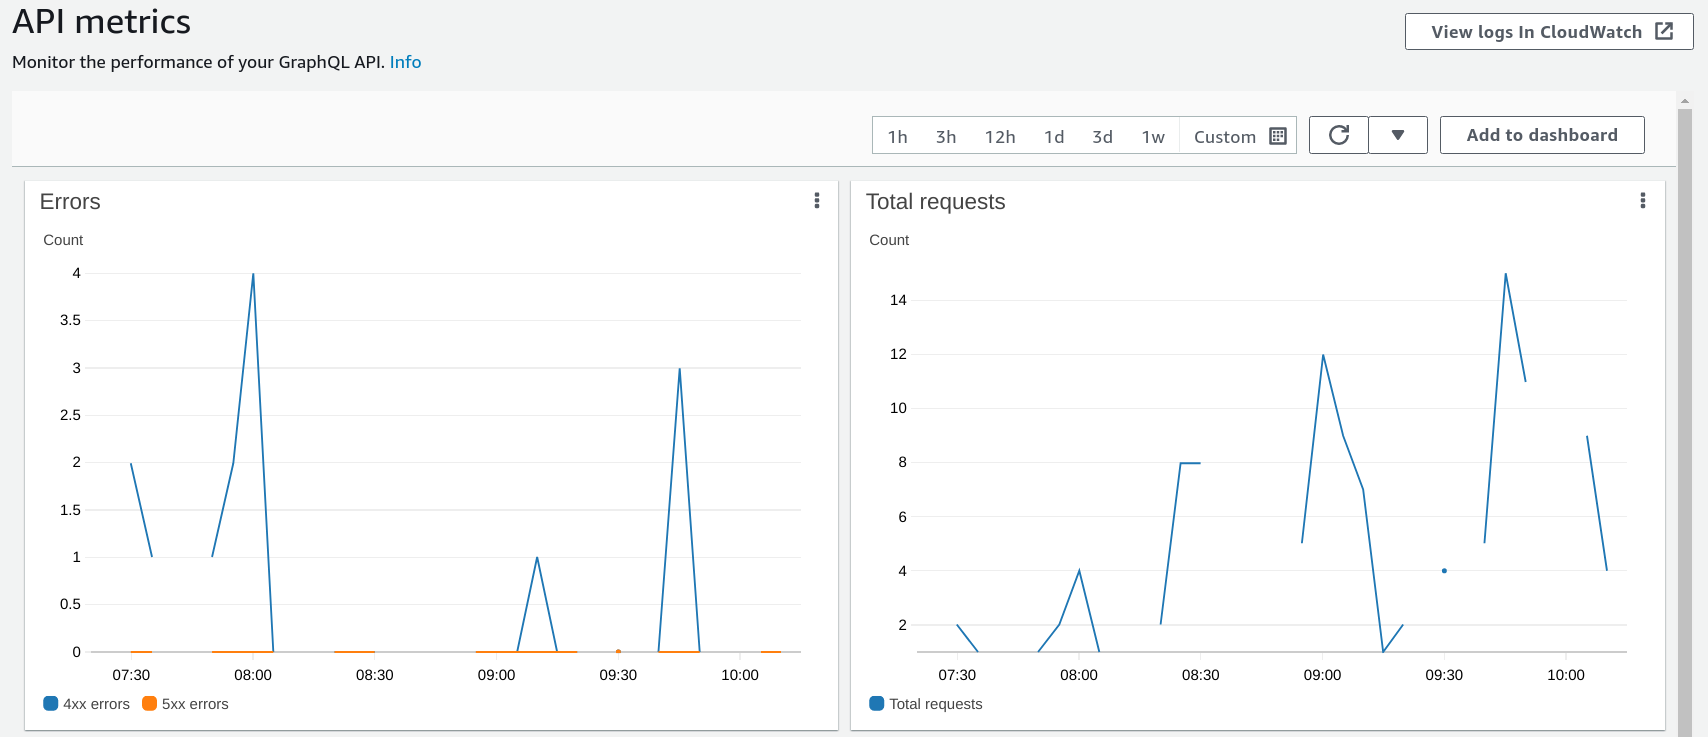 API metrics
View logs In CloudWatch
Monitor the performance of your GraphQL API. Info
1h 3h 12h 1d 3d 1w Custom
Add to dashboard
Errors
Count
4
3.5
3
2.5
2
1.5
1
0.5
0
07:30 08:00 08:30 09:00 09:30 10:00
4xx errors 5xx errors
Total requests
Count
14
12
10
8
6
4
2
07:30 08:00 08:30 09:00 09:30 10:00
Total requests